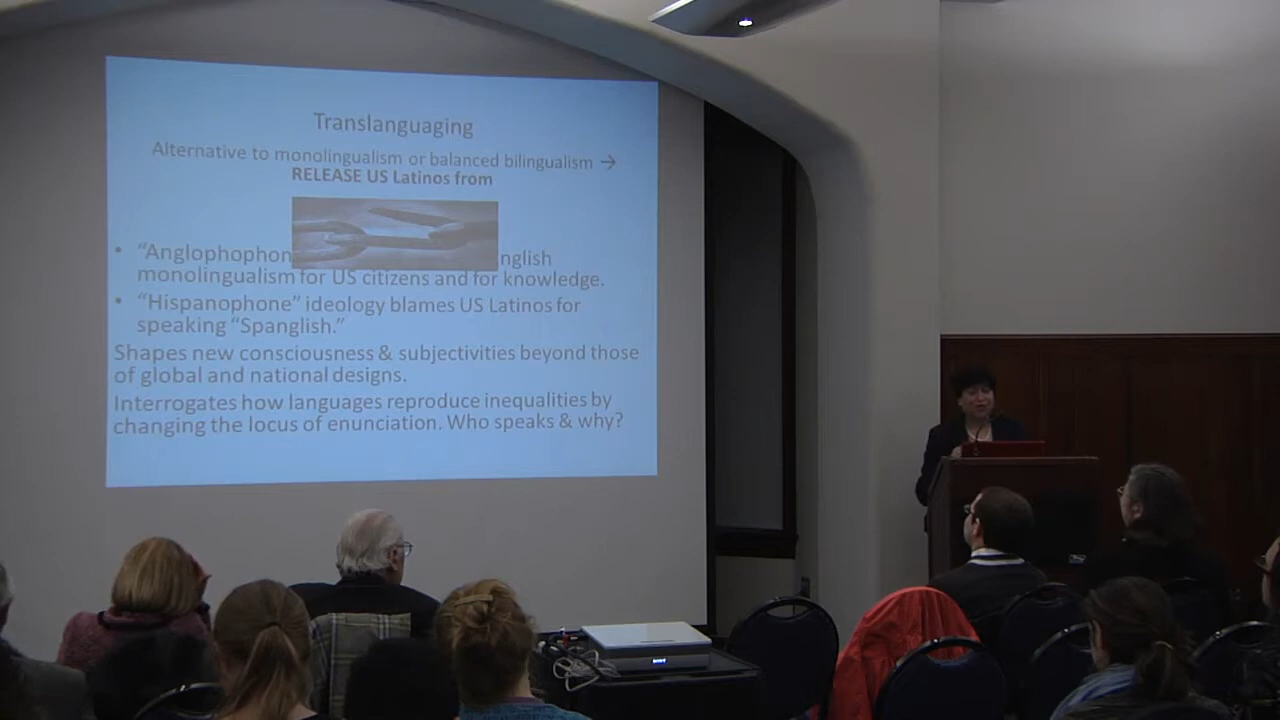 Translanguaging
Alternative to monolingualism or balanced bilingualism →
RELEASE US Latinos from
• “Anglophophon nglish
monolingualism for US citizens and for knowledge.
• “Hispanophone” ideology blames US Latinos for
speaking “Spanglish.”
Shapes new consciousness & subjectivities beyond those
of global and national designs.
Interrogates how languages reproduce inequalities by
changing the locus of enunciation. Who speaks & why?
SONY